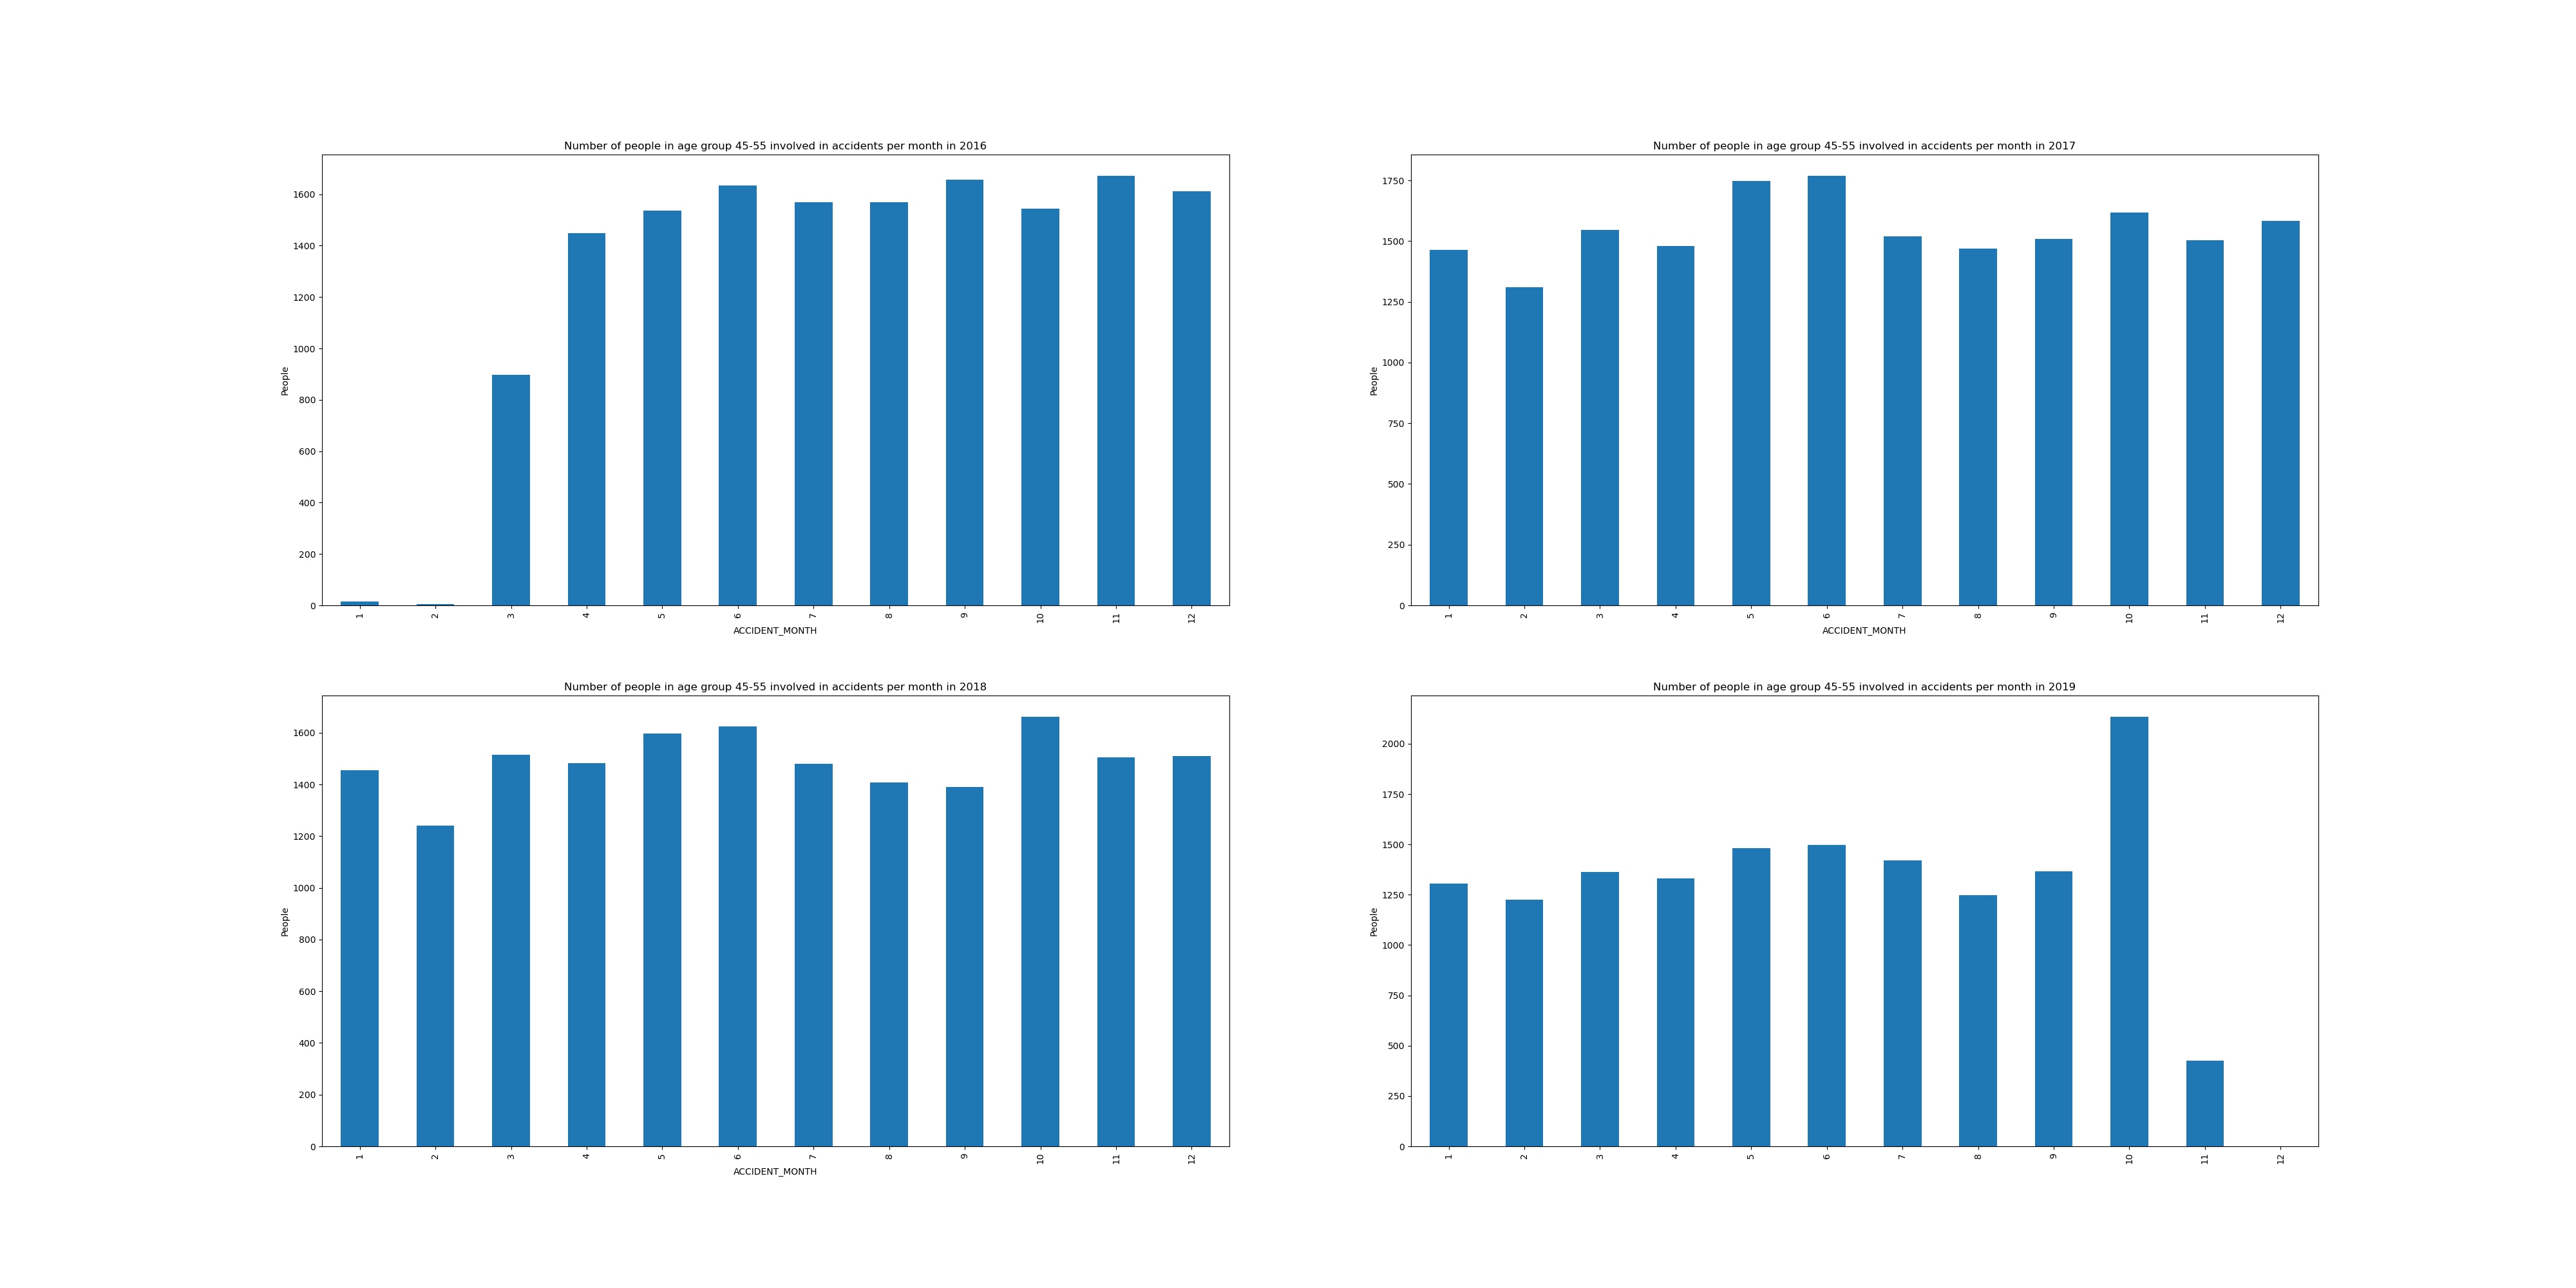 Number of people in age group 45-55 involved in accidents per month in 2016
1600
1400
1200
1000
800
600
400
200
0
People
1 2 3 4 5 6 7 8 9 10 11 12
ACCIDENT_MONTH
Number of people in age group 45-55 involved in accidents per month in 2017
1750
1500
1250
1000
750
500
250
0
People
1 2 3 4 5 6 7 8 9 10 11 12
ACCIDENT_MONTH
Number of people in age group 45-55 involved in accidents per month in 2018
1600
1400
1200
1000
800
600
400
200
0
People
1 2 3 4 5 6 7 8 9 10 11 12
ACCIDENT_MONTH
Number of people in age group 45-55 involved in accidents per month in 2019
2000
1750
1500
1250
1000
750
500
250
0
People
1 2 3 4 5 6 7 8 9 10 11 12